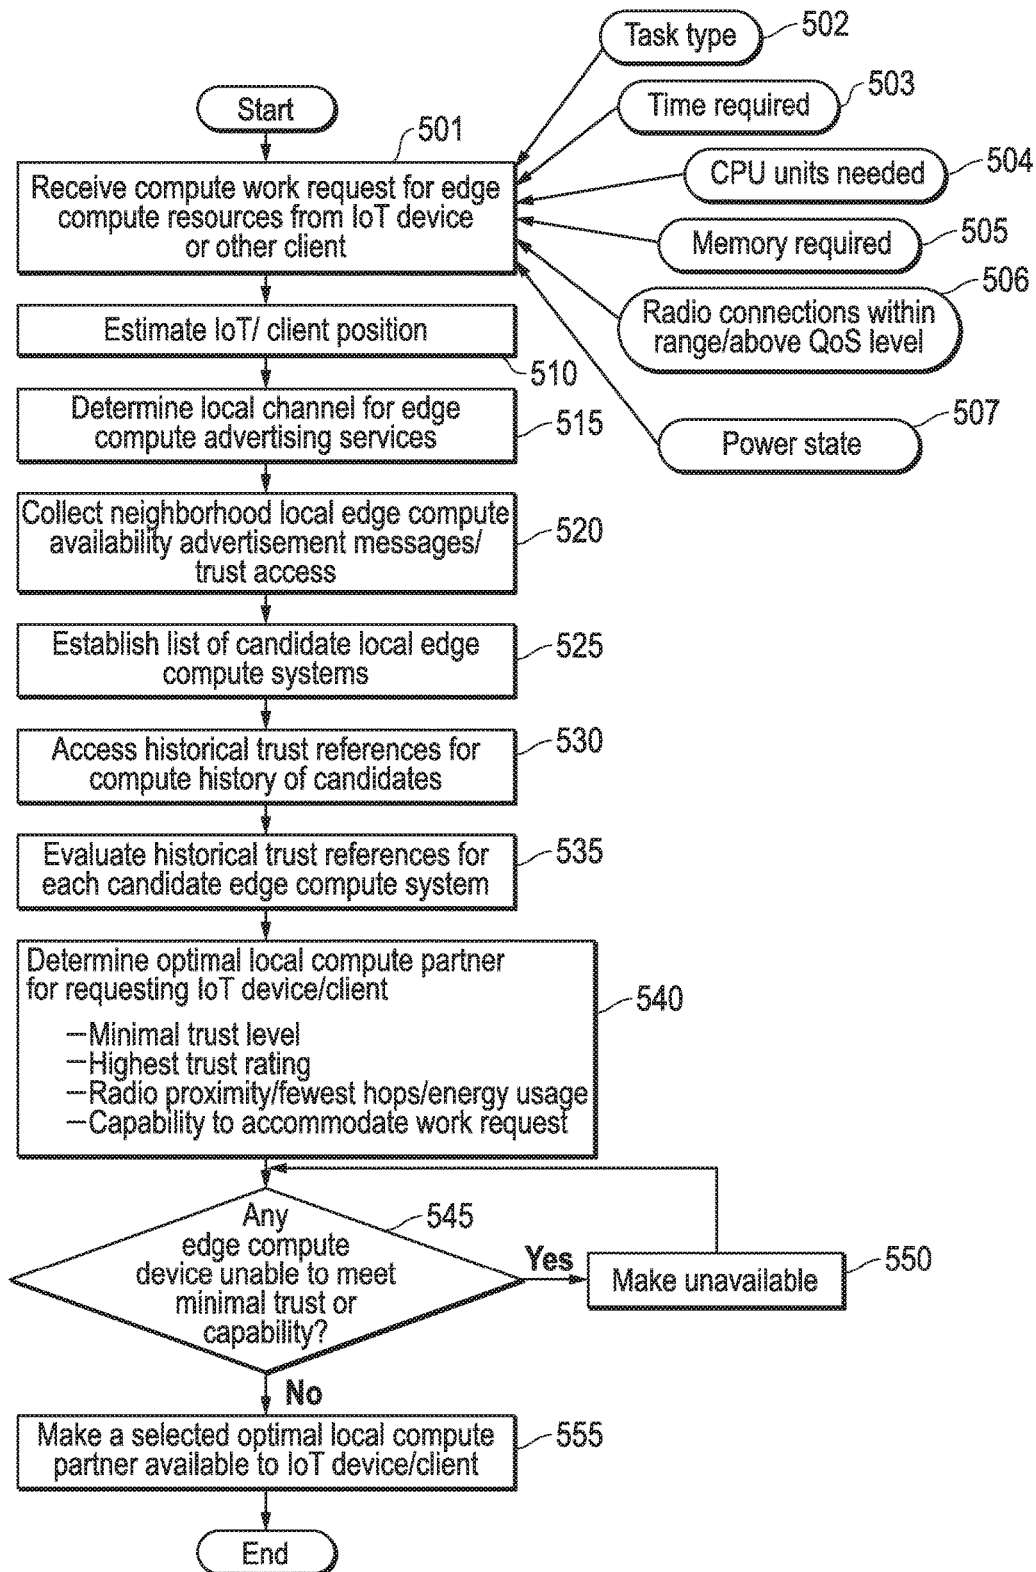 Task type
502
Start
Time required
503
501
Receive compute work request for edge
compute resources from IoT device
or other client
CPU units needed
504
Memory required
505
506
Radio connections within
range/above QoS level
Estimate IoT/ client position
510
507
Power state
Determine local channel for edge
compute advertising services
515
Collect neighborhood local edge compute
availability advertisement messages/
trust access
520
Establish list of candidate local edge
compute systems
525
Access historical trust references for
compute history of candidates
530
Evaluate historical trust references for
each candidate edge compute system
535
Determine optimal local compute partner
for requesting IoT device/client
—Minimal trust level
—Highest trust rating
—Radio proximity/fewest hops/energy usage
—Capability to accommodate work request
540
Any
edge compute
device unable to meet
minimal trust or
capability?
545
Yes
Make unavailable
550
No
Make a selected optimal local compute
partner available to IoT device/client
555
End